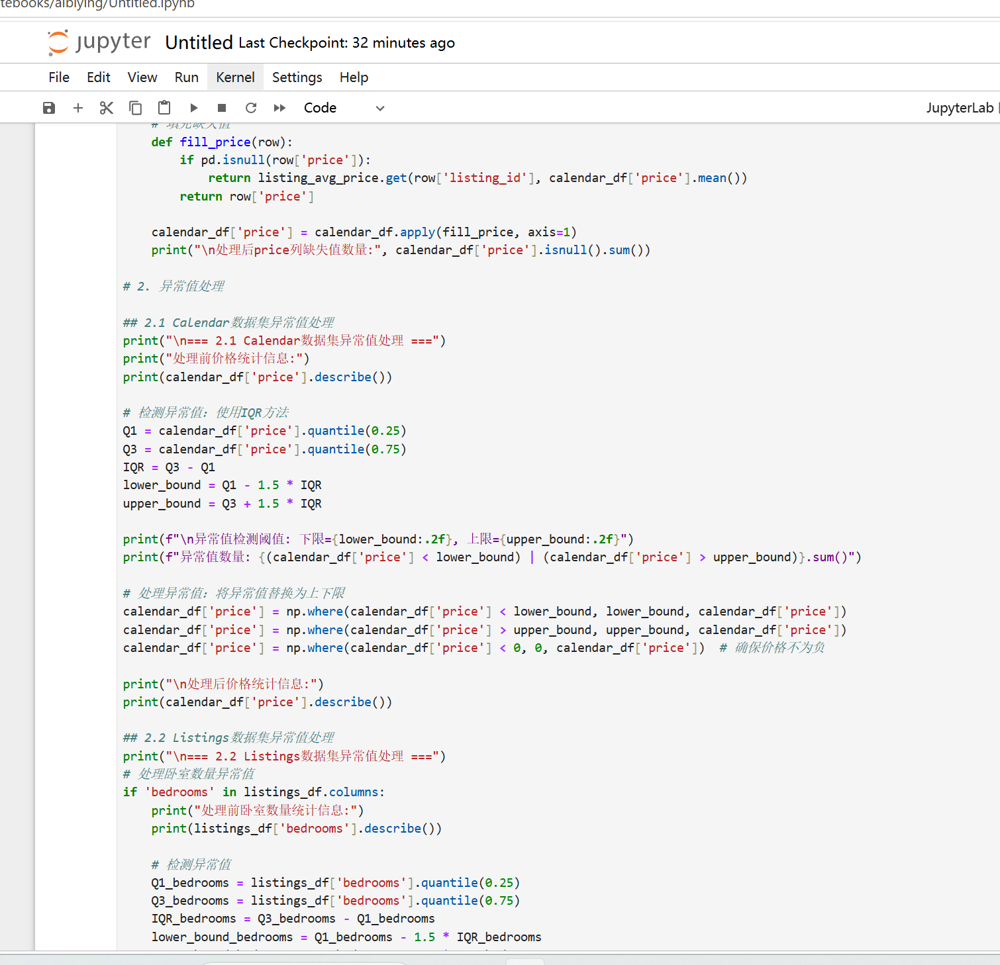 tebooks/aibiying/Untitled.ipynb
jupyter Untitled Last Checkpoint: 32 minutes ago
File Edit View Run Kernel Settings Help
Code JupyterLab
# 填充缺失值
def fill_price(row):
if pd.isnull(row['price']):
return listing_avg_price.get(row['listing_id'], calendar_df['price'].mean())
return row['price']
calendar_df['price'] = calendar_df.apply(fill_price, axis=1)
print("\n处理后price列缺失值数量:", calendar_df['price'].isnull().sum())
# 2. 异常值处理
## 2.1 Calendar数据集异常值处理
print("\n=== 2.1 Calendar数据集异常值处理 ===")
print("处理前价格统计信息:")
print(calendar_df['price'].describe())
# 检测异常值：使用IQR方法
Q1 = calendar_df['price'].quantile(0.25)
Q3 = calendar_df['price'].quantile(0.75)
IQR = Q3 - Q1
lower_bound = Q1 - 1.5 * IQR
upper_bound = Q3 + 1.5 * IQR
print(f"\n异常值检测阈值: 下限={lower_bound:.2f}, 上限={upper_bound:.2f}")
print(f"异常值数量: {(calendar_df['price'] < lower_bound) | (calendar_df['price'] > upper_bound)}.sum()")
# 处理异常值：将异常值替换为上下限
calendar_df['price'] = np.where(calendar_df['price'] < lower_bound, lower_bound, calendar_df['price'])
calendar_df['price'] = np.where(calendar_df['price'] > upper_bound, upper_bound, calendar_df['price'])
calendar_df['price'] = np.where(calendar_df['price'] < 0, 0, calendar_df['price']) # 确保价格不为负
print("\n处理后价格统计信息:")
print(calendar_df['price'].describe())
## 2.2 Listings数据集异常值处理
print("\n=== 2.2 Listings数据集异常值处理 ===")
# 处理卧室数量异常值
if 'bedrooms' in listings_df.columns:
print("处理前卧室数量统计信息:")
print(listings_df['bedrooms'].describe())
# 检测异常值
Q1_bedrooms = listings_df['bedrooms'].quantile(0.25)
Q3_bedrooms = listings_df['bedrooms'].quantile(0.75)
IQR_bedrooms = Q3_bedrooms - Q1_bedrooms
lower_bound_bedrooms = Q1_bedrooms - 1.5 * IQR_bedrooms